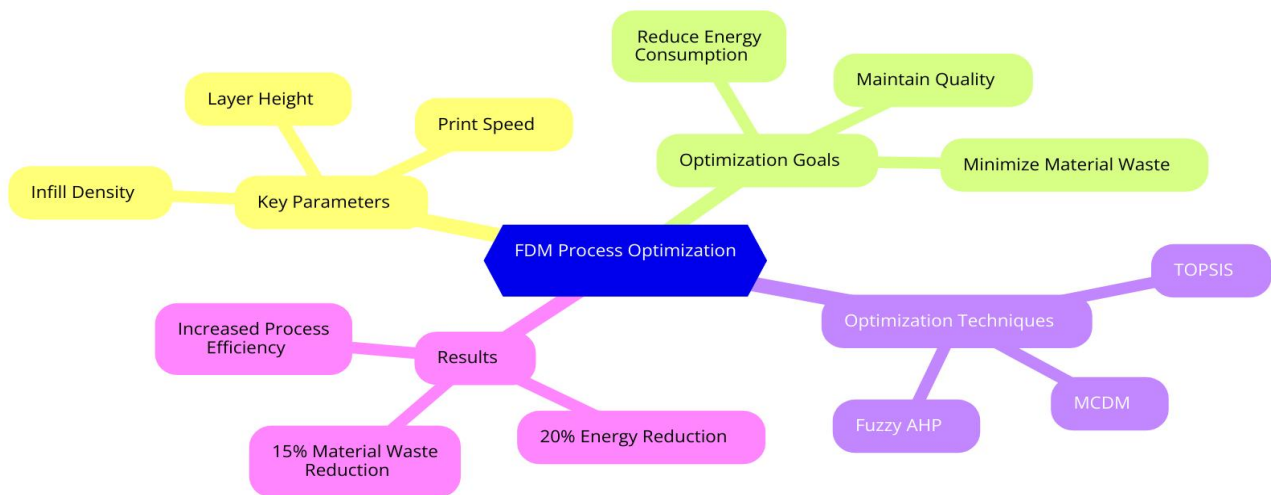 FDM Process Optimization
Key Parameters
Layer Height
Print Speed
Infill Density
Optimization Goals
Reduce Energy
Consumption
Maintain Quality
Minimize Material Waste
Optimization Techniques
TOPSIS
MCDM
Fuzzy AHP
Results
Increased Process
Efficiency
15% Material Waste
Reduction
20% Energy Reduction